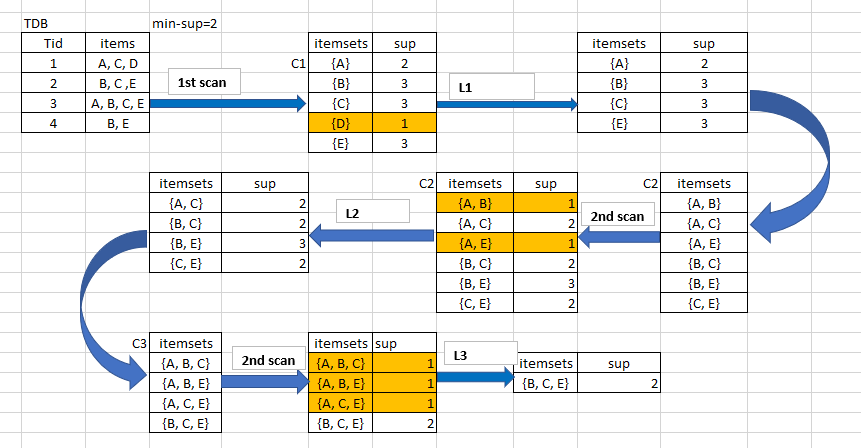 TDB min-sup=2
Tid items
1 A, C, D
2 B, C ,E
3 A, B, C, E
4 B, E
1st scan
C1
itemsets sup
{A} 2
{B} 3
{C} 3
{D} 1
{E} 3
L1
itemsets sup
{A} 2
{B} 3
{C} 3
{E} 3
C2
itemsets
{A, B}
{A, C}
{A, E}
{B, C}
{B, E}
{C, E}
2nd scan
C2
itemsets sup
{A, B} 1
{A, C} 2
{A, E} 1
{B, C} 2
{B, E} 3
{C, E} 2
L2
itemsets sup
{A, C} 2
{B, C} 2
{B, E} 3
{C, E} 2
C3
itemsets
{A, B, C}
{A, B, E}
{A, C, E}
{B, C, E}
2nd scan
itemsets sup
{A, B, C} 1
{A, B, E} 1
{A, C, E} 1
{B, C, E} 2
L3
itemsets sup
{B, C, E} 2